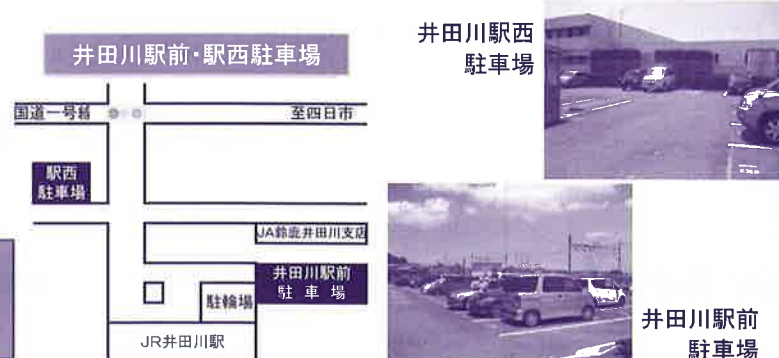 井田川駅前・駅西駐車場
国道一号線
至四日市
駅西
駐車場
JA鈴鹿井田川支店
井田川駅前
駐車場
駐輪場
JR井田川駅
井田川駅西
駐車場
井田川駅前
駐車場